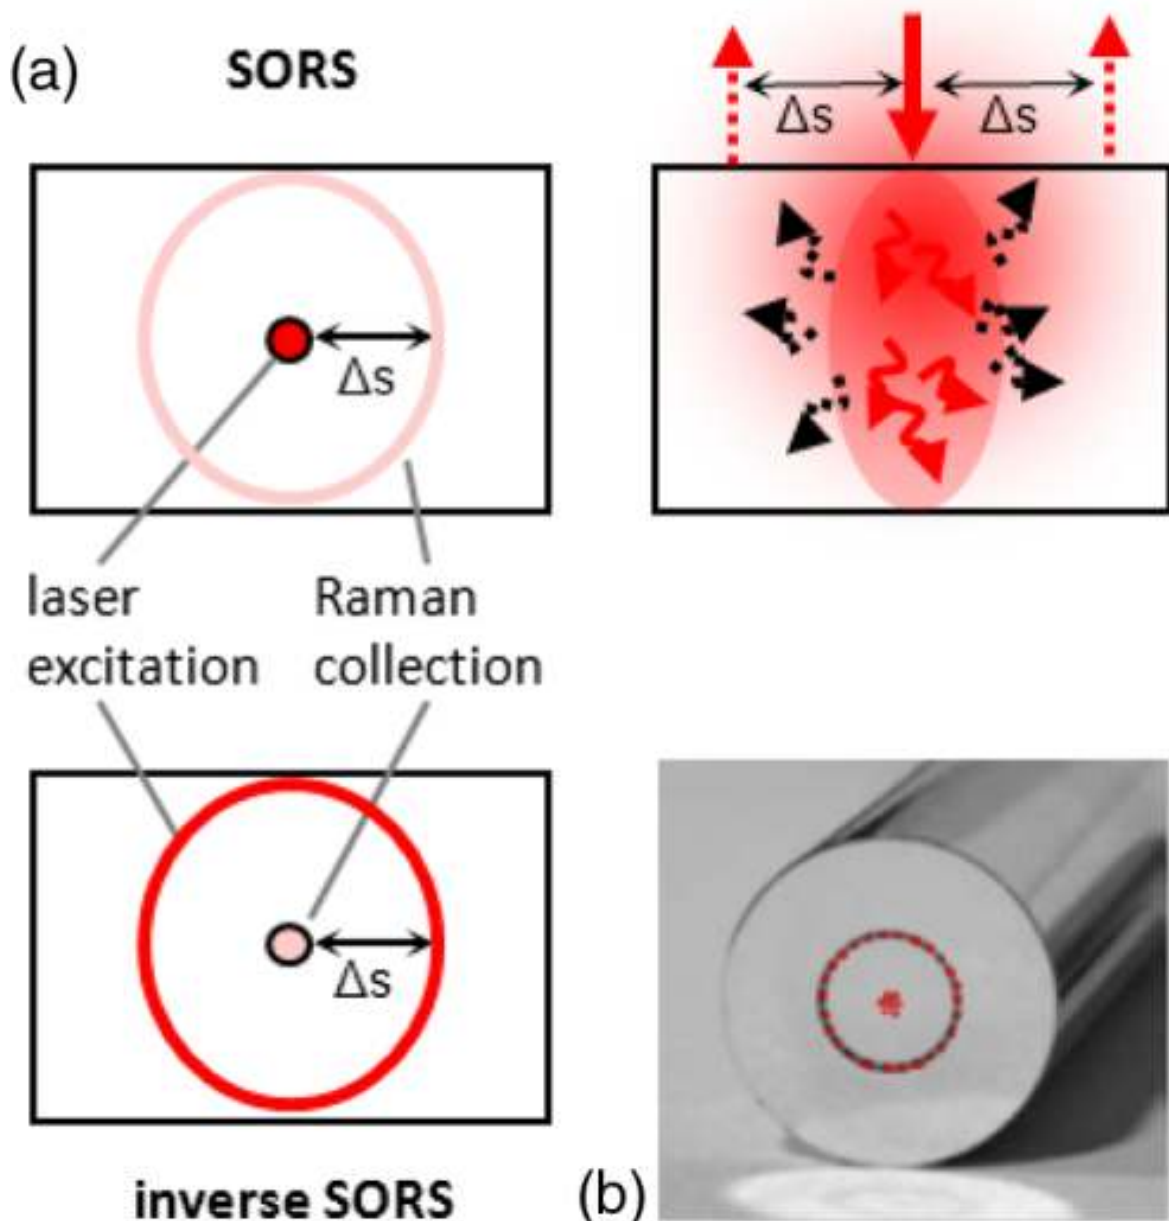 (a)
SORS
Δs
Δs
Δs
laser
excitation
Raman
collection
Δs
inverse SORS
(b)